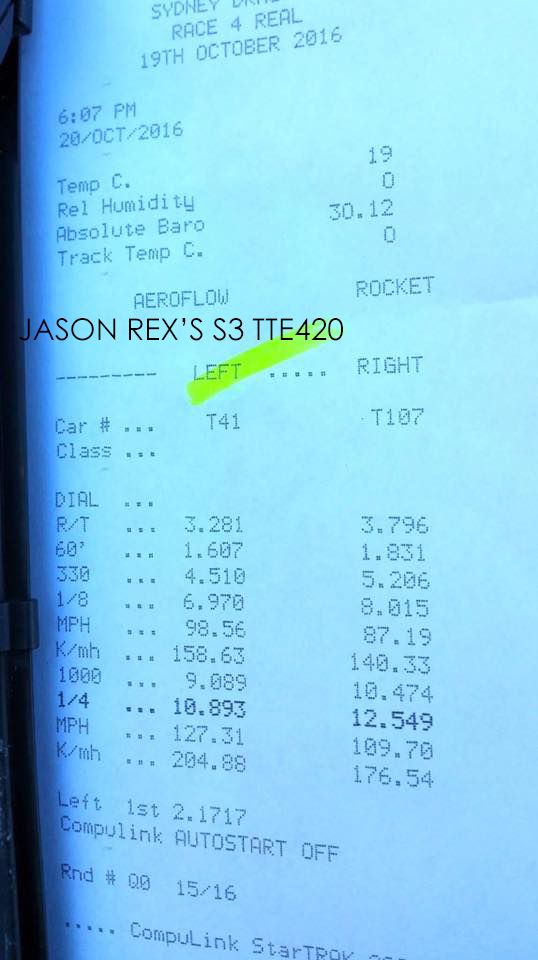 SYDNEY
RACE 4 REAL
19TH OCTOBER 2016
6:07 PM
20/OCT/2016
Temp C. 19
Rel Humidity 0
Absolute Baro 30.12
Track Temp C. 0
AEROFLOW ROCKET
JASON REX'S S3 TTE420
--------- LEFT ..... RIGHT
Car # ... T41 T107
Class ...
DIAL ...
R/T ... 3.281 3.796
60' ... 1.607 1.831
330 ... 4.510 5.206
1/8 ... 6.970 8.015
MPH ... 98.56 87.19
K/mh ... 158.63 140.33
1000 ... 9.089 10.474
1/4 ... 10.893 12.549
MPH ... 127.31 109.70
K/mh ... 204.88 176.54
Left 1st 2.1717
Compulink AUTOSTART OFF
Rnd # Q0 15/16
..... CompuLink StarTRAK